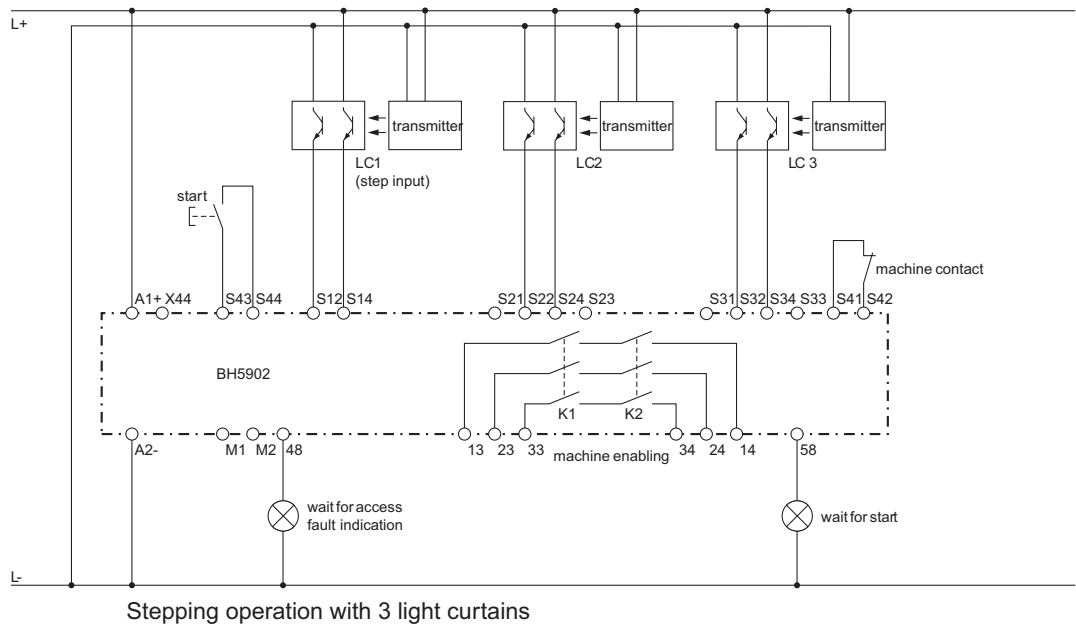 L+
transmitter
transmitter
transmitter
LC1
(step input)
LC2
LC 3
start
machine contact
A1+ X44 S43 S44 S12 S14 S21 S22 S24 S23 S31 S32 S34 S33 S41 S42
BH5902
K1 K2
A2- M1 M2 48 13 23 33 machine enabling 34 24 14 58
wait for access
fault indication
wait for start
L-
Stepping operation with 3 light curtains